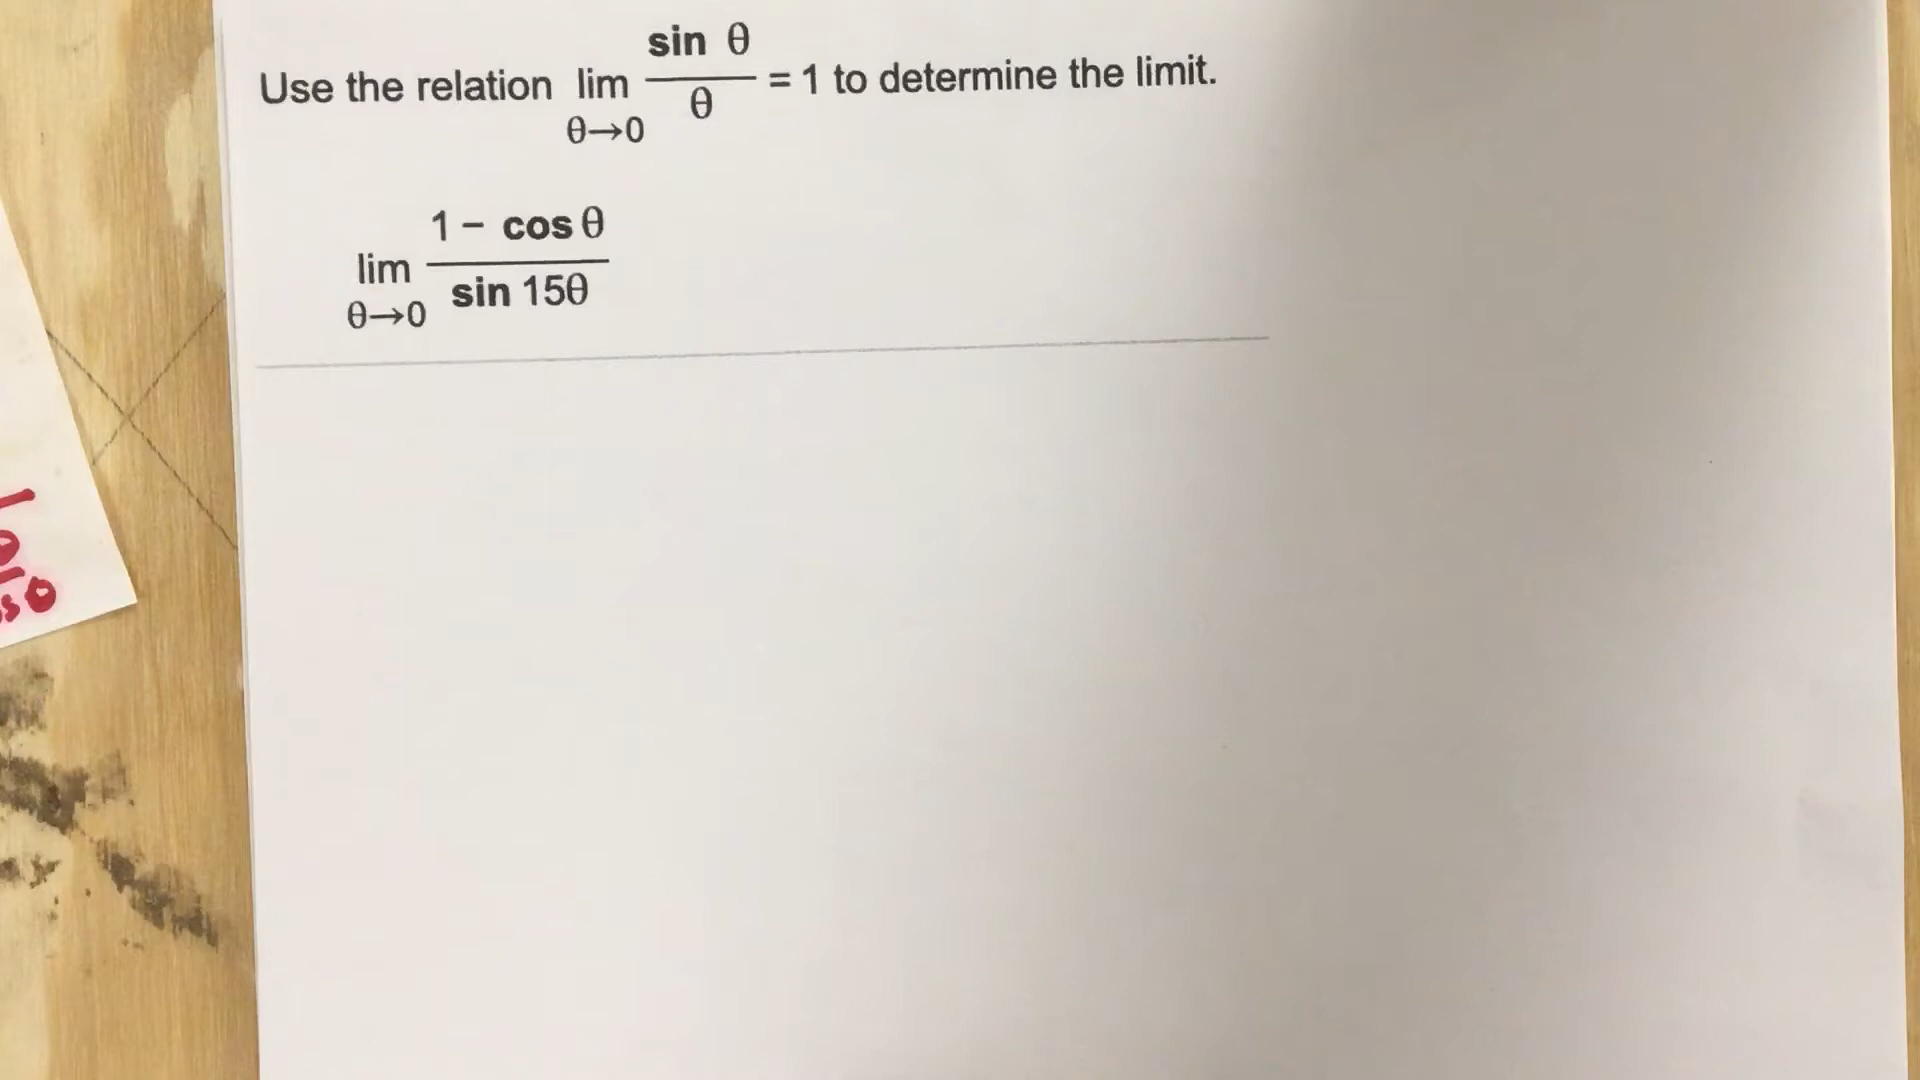 Use the relation lim θ→0 sin θ / θ = 1 to determine the limit.
lim θ→0 1 − cos θ / sin 15θ